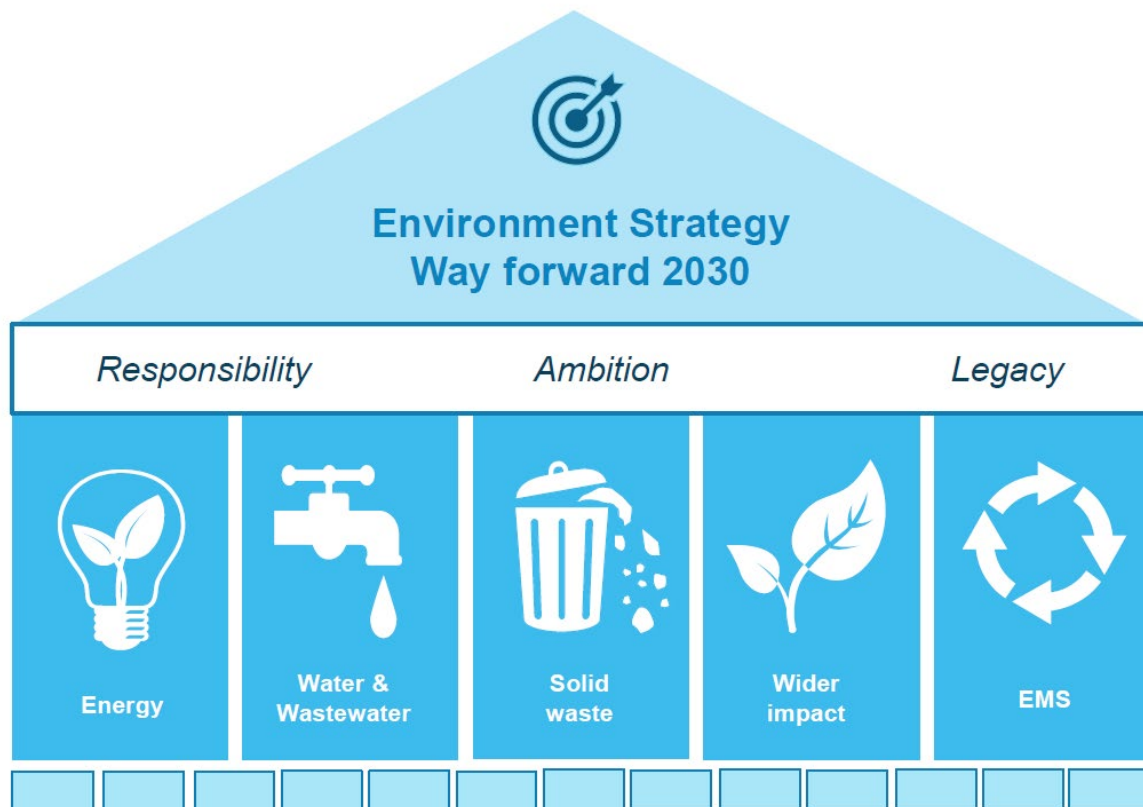 Environment Strategy
Way forward 2030
Responsibility Ambition Legacy
Energy
Water &
Wastewater
Solid
waste
Wider
impact
EMS